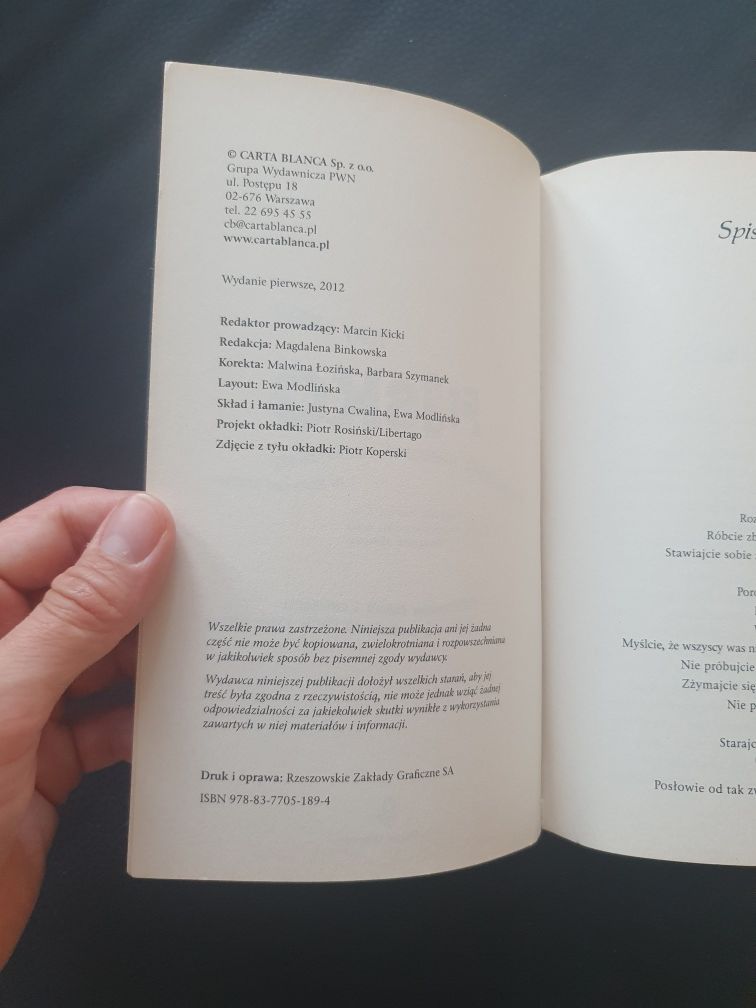 © CARTA BLANCA Sp. z o.o.
Grupa Wydawnicza PWN
ul. Postępu 18
02-676 Warszawa
tel. 22 695 45 55
cb@cartablanca.pl
www.cartablanca.pl
Wydanie pierwsze, 2012
Redaktor prowadzący: Marcin Kicki
Redakcja: Magdalena Binkowska
Korekta: Malwina Łozińska, Barbara Szymanek
Layout: Ewa Modlińska
Skład i łamanie: Justyna Cwalina, Ewa Modlińska
Projekt okładki: Piotr Rosiński/Libertago
Zdjęcie z tyłu okładki: Piotr Koperski
Wszelkie prawa zastrzeżone. Niniejsza publikacja ani jej żadna
część nie może być kopiowana, zwielokrotniana i rozpowszechniana
w jakikolwiek sposób bez pisemnej zgody wydawcy.
Wydawca niniejszej publikacji dołożył wszelkich starań, aby jej
treść była zgodna z rzeczywistością, nie może jednak wziąć żadnej
odpowiedzialności za jakiekolwiek skutki wynikłe z wykorzystania
zawartych w niej materiałów i informacji.
Druk i oprawa: Rzeszowskie Zakłady Graficzne SA
ISBN 978-83-7705-189-4
Spis
Roz
Róbcie zb
Stawiajcie sobie
Poro
Myślcie, że wszyscy was ni
Nie próbujcie
Zżymajcie się
Nie p
Starajc
Posłowie od tak zw